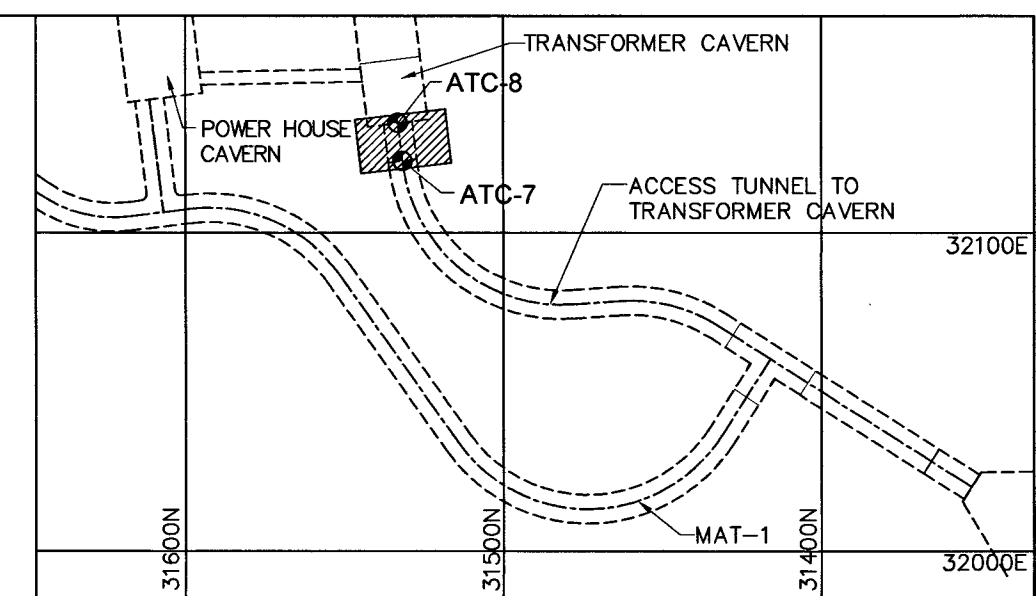 TRANSFORMER CAVERN
ATC-8
POWER HOUSE
CAVERN
ATC-7
ACCESS TUNNEL TO
TRANSFORMER CAVERN
32100E
31600N
31500N
31400N
MAT-1
32000E